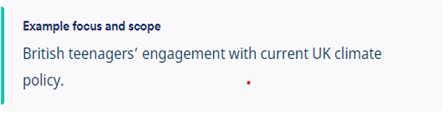 Example focus and scope
British teenagers’ engagement with current UK climate
policy.